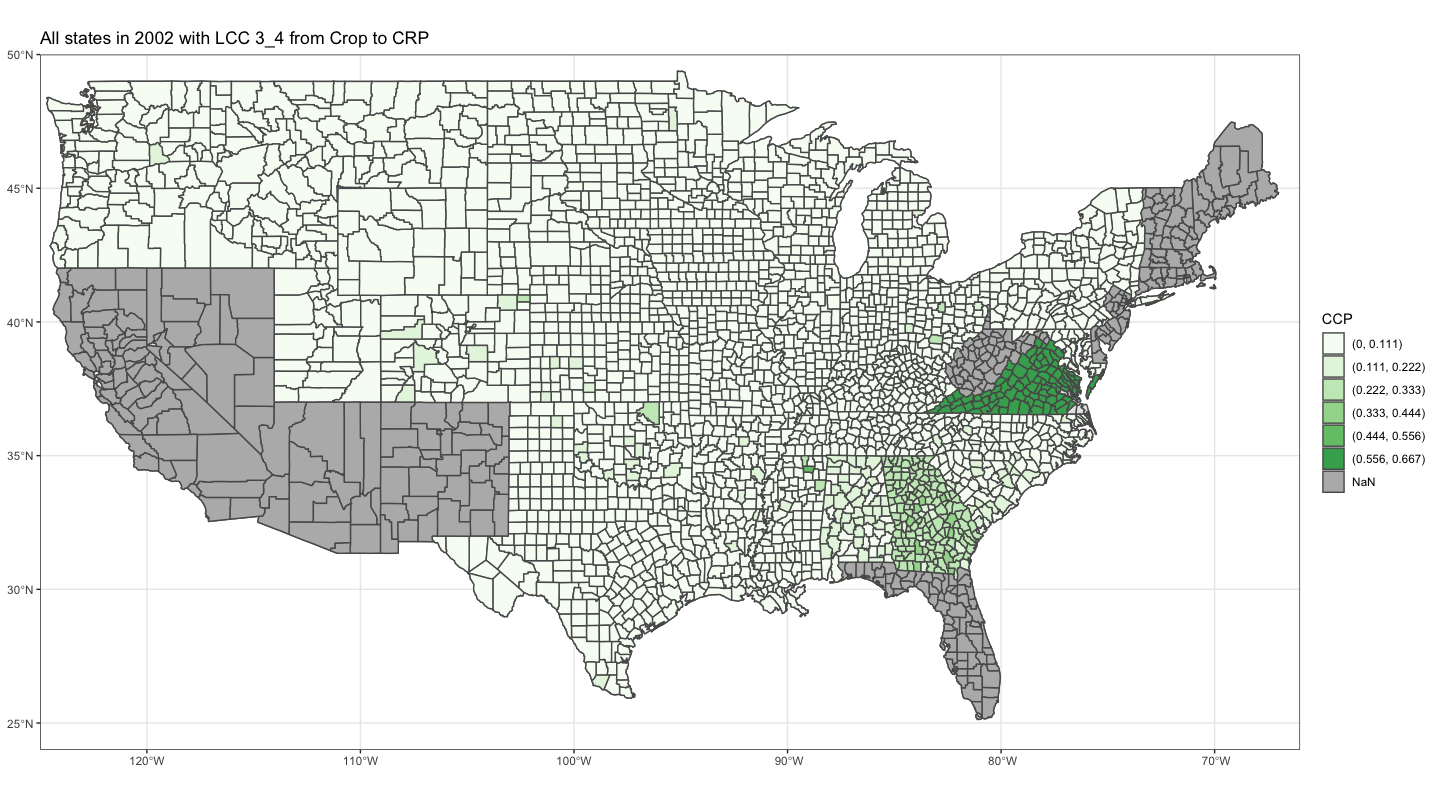 All states in 2002 with LCC 3_4 from Crop to CRP
50°N
45°N
40°N
35°N
30°N
25°N
120°W
110°W
100°W
90°W
80°W
70°W
CCP
(0, 0.111)
(0.111, 0.222)
(0.222, 0.333)
(0.333, 0.444)
(0.444, 0.556)
(0.556, 0.667)
NaN